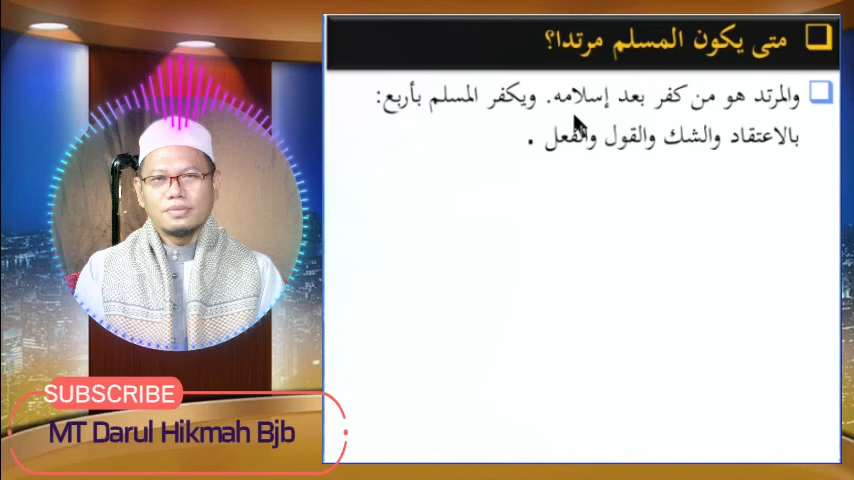 متى يكون المسلم مرتدا؟
والمرتد هو من كفر بعد إسلامه. ويكفر المسلم بأربع:
بالاعتقاد والشك والقول والفعل .
SUBSCRIBE
MT Darul Hikmah Bjb